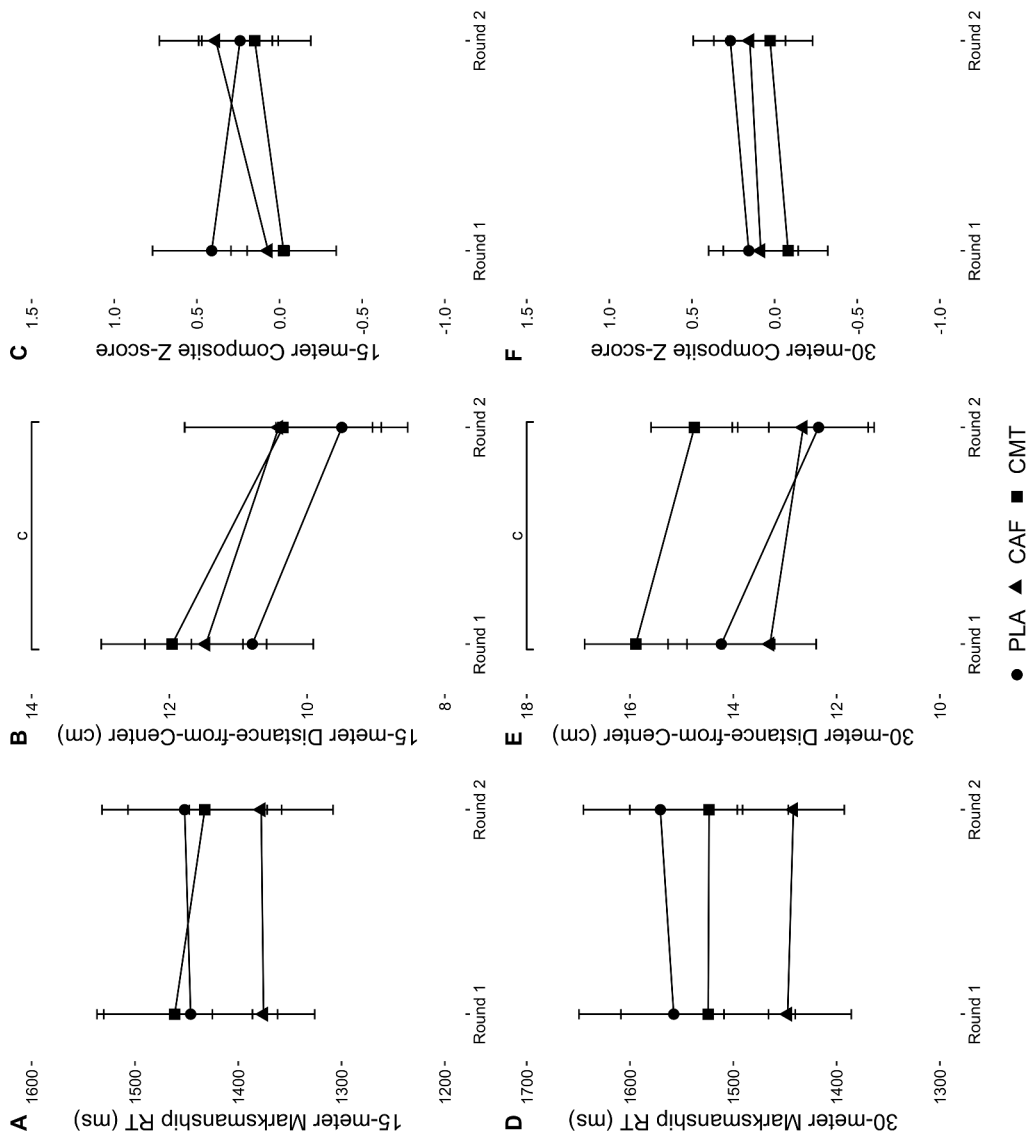 A
15-meter Marksmanship RT (ms)
1600
1500
1400
1300
1200
Round 1
Round 2
B
15-meter Distance-from-Center (cm)
14
12
10
8
c
Round 1
Round 2
C
15-meter Composite Z-score
1.5
1.0
0.5
0.0
-0.5
-1.0
Round 1
Round 2
D
30-meter Marksmanship RT (ms)
1700
1600
1500
1400
1300
Round 1
Round 2
E
30-meter Distance-from-Center (cm)
18
16
14
12
10
c
Round 1
Round 2
F
30-meter Composite Z-score
1.5
1.0
0.5
0.0
-0.5
-1.0
Round 1
Round 2
PLA CAF CMT